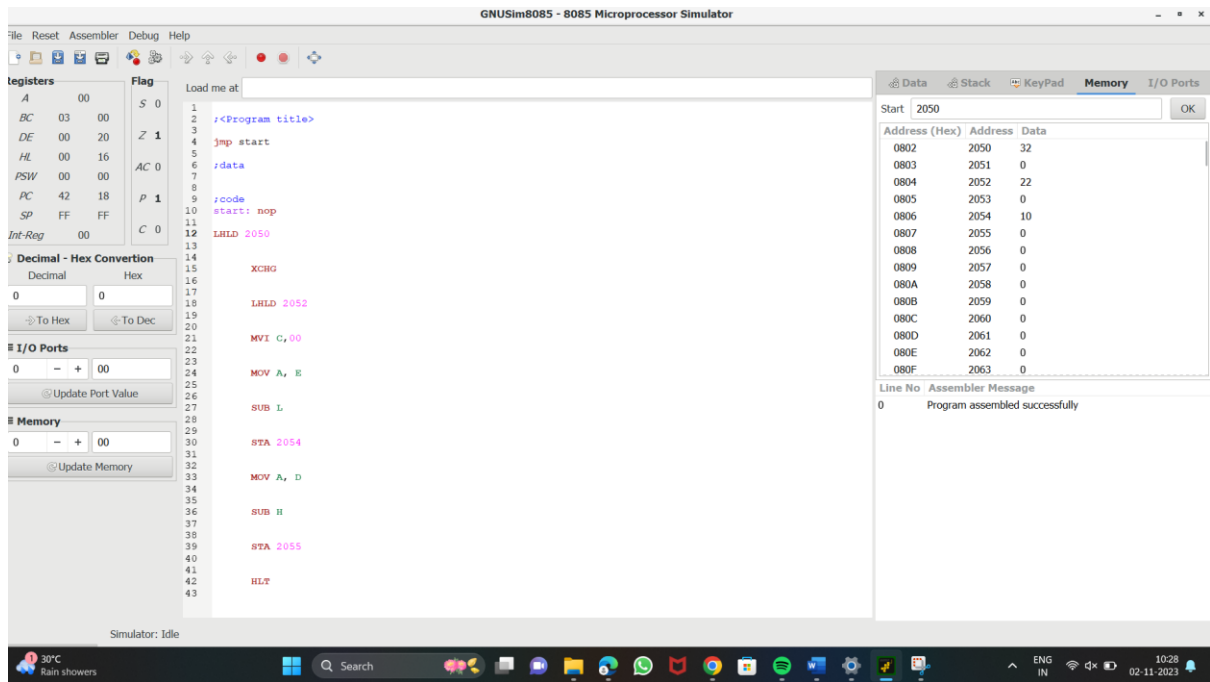 GNUSim8085 - 8085 Microprocessor Simulator
File Reset Assembler Debug Help
Registers
A 00
BC 03 00
DE 00 20
HL 00 16
PSW 00 00
PC 42 18
SP FF FF
Int-Reg 00
Flag
S 0
Z 1
AC 0
P 1
C 0
Decimal - Hex Convertion
Decimal Hex
0 0
To Hex To Dec
I/O Ports
0 - + 00
Update Port Value
Memory
0 - + 00
Update Memory
Load me at
1
2 ;<Program title>
3
4 jmp start
5
6 ;data
7
8
9 ;code
10 start: nop
11
12 LHLD 2050
13
14
15 XCHG
16
17
18 LHLD 2052
19
20
21 MVI C,00
22
23
24 MOV A, E
25
26
27 SUB L
28
29
30 STA 2054
31
32
33 MOV A, D
34
35
36 SUB H
37
38
39 STA 2055
40
41
42 HLT
43
Data Stack KeyPad Memory I/O Ports
Start 2050 OK
Address (Hex) Address Data
0802 2050 32
0803 2051 0
0804 2052 22
0805 2053 0
0806 2054 10
0807 2055 0
0808 2056 0
0809 2057 0
080A 2058 0
080B 2059 0
080C 2060 0
080D 2061 0
080E 2062 0
080F 2063 0
Line No Assembler Message
0 Program assembled successfully
Simulator: Idle
1
30°C
Rain showers
Search
ENG
IN
10:28
02-11-2023